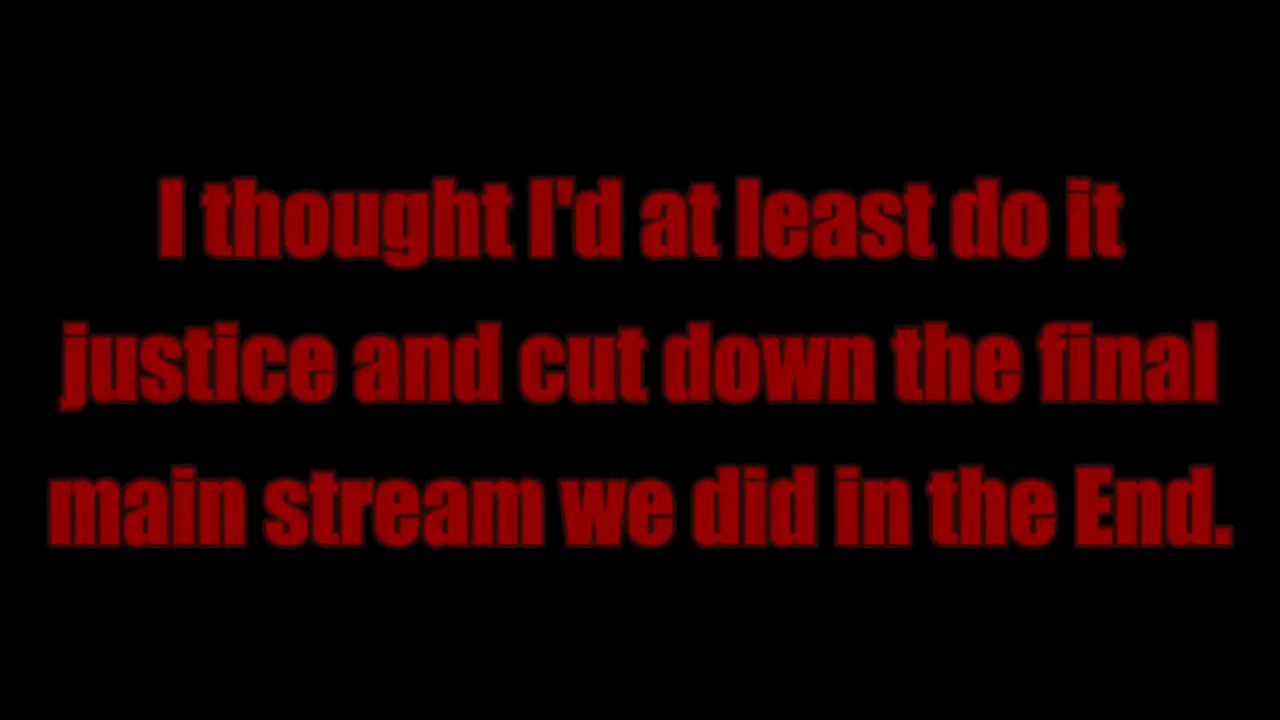 I thought I'd at least do it
justice and cut down the final
main stream we did in the End.